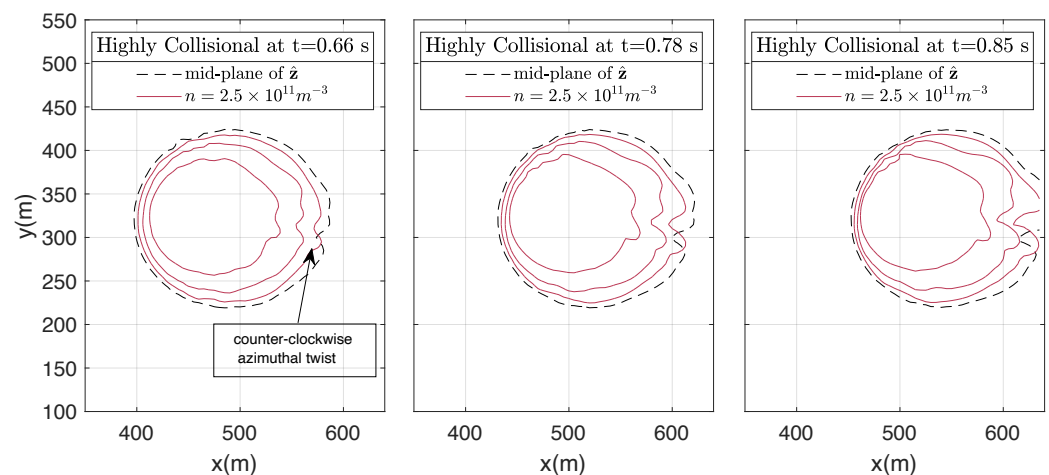 Highly Collisional at t=0.66 s
mid-plane of ẑ
n = 2.5 × 10¹¹m⁻³
Highly Collisional at t=0.78 s
mid-plane of ẑ
n = 2.5 × 10¹¹m⁻³
Highly Collisional at t=0.85 s
mid-plane of ẑ
n = 2.5 × 10¹¹m⁻³
550
500
450
400
350
300
250
200
150
100
y(m)
counter-clockwise
azimuthal twist
400 500 600
400 500 600
400 500 600
x(m)
x(m)
x(m)